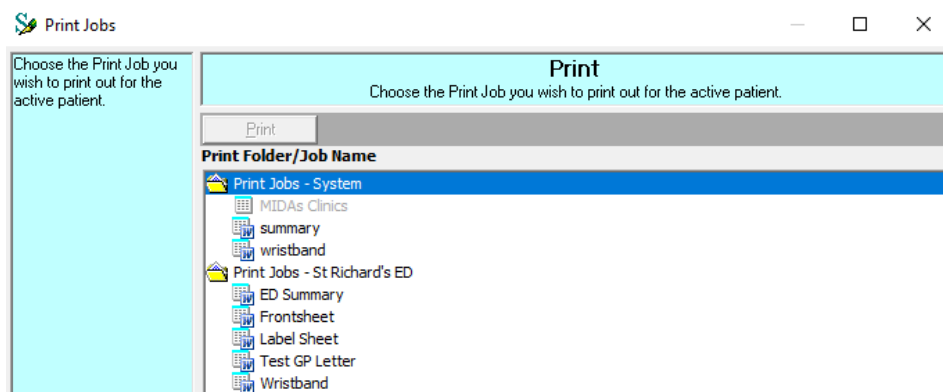 Print Jobs
Choose the Print Job you
wish to print out for the
active patient.
Print
Choose the Print Job you wish to print out for the active patient.
Print
Print Folder/Job Name
Print Jobs - System
MIDAs Clinics
summary
wristband
Print Jobs - St Richard's ED
ED Summary
Frontsheet
Label Sheet
Test GP Letter
Wristband